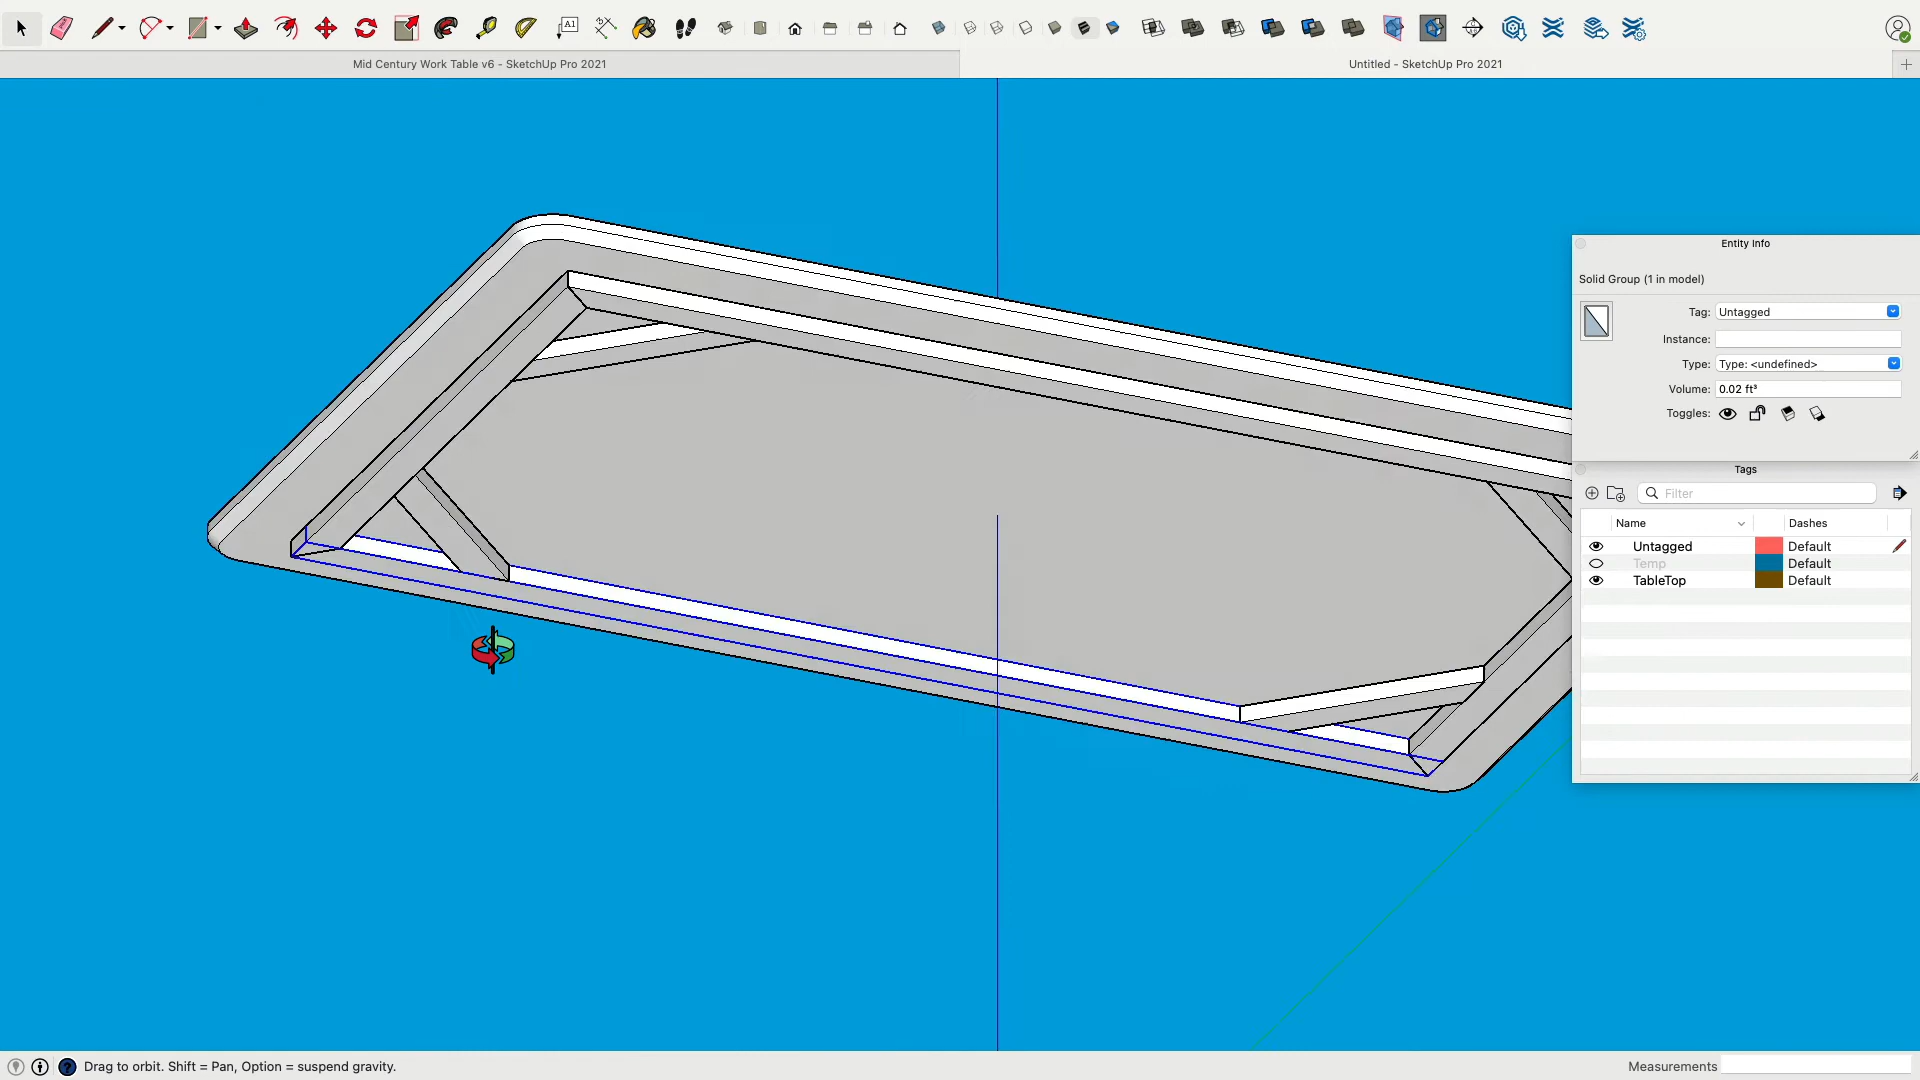 A1
Mid Century Work Table v6 - SketchUp Pro 2021
Untitled - SketchUp Pro 2021
Entity Info
Solid Group (1 in model)
Tag: Untagged
Instance:
Type: Type: <undefined>
Volume: 0.02 ft³
Toggles:
Tags
Filter
Name Dashes
Untagged Default
Temp Default
TableTop Default
Drag to orbit. Shift = Pan, Option = suspend gravity.
Measurements